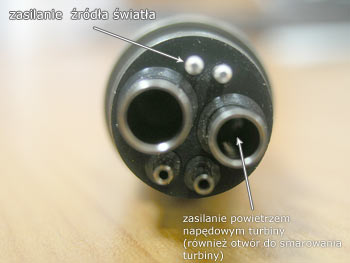 zasilanie źródła światła
zasilanie powietrzem
napędowym turbiny
(również otwór do smarowania
turbiny)